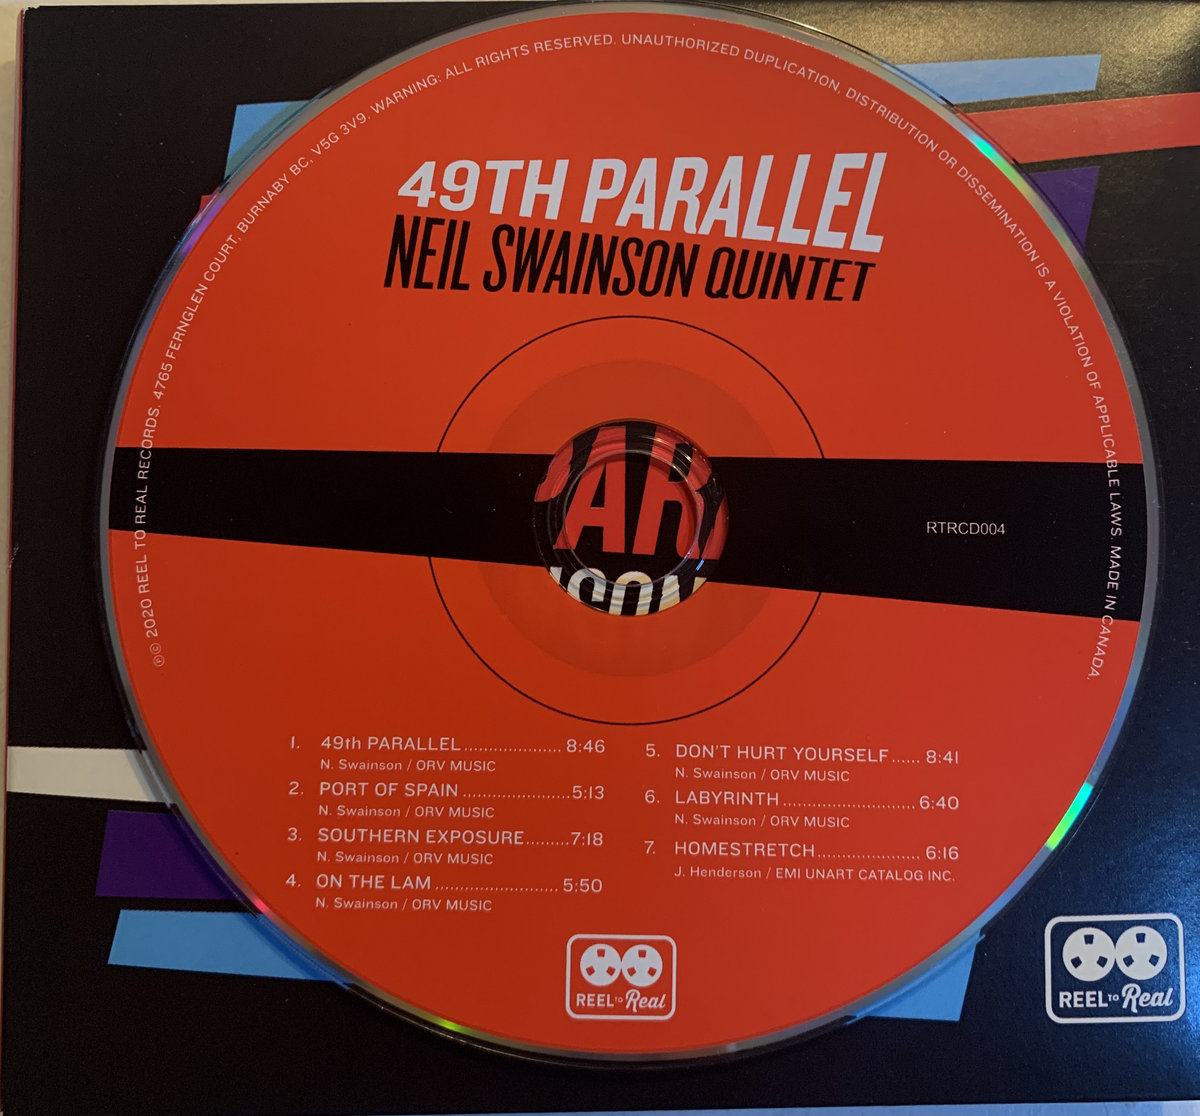 ℗© 2020 REEL TO REAL RECORDS, 4765 FERNGLEN COURT, BURNABY BC, V5G 3V9. WARNING: ALL RIGHTS RESERVED. UNAUTHORIZED DUPLICATION, DISTRIBUTION OR DISSEMINATION IS A VIOLATION OF APPLICABLE LAWS. MADE IN CANADA.
49TH PARALLEL
NEIL SWAINSON QUINTET
PAR
RTRCD004
1. 49th PARALLEL.................... 8:46
N. Swainson / ORV MUSIC
2. PORT OF SPAIN ......................5:13
N. Swainson / ORV MUSIC
3. SOUTHERN EXPOSURE.........7:18
N. Swainson / ORV MUSIC
4. ON THE LAM ......................... 5:50
N. Swainson / ORV MUSIC
5. DON'T HURT YOURSELF...... 8:41
N. Swainson / ORV MUSIC
6. LABYRINTH ........................... 6:40
N. Swainson / ORV MUSIC
7. HOMESTRETCH..................... 6:16
J. Henderson / EMI UNART CATALOG INC.
REEL TO Real
REEL TO Real